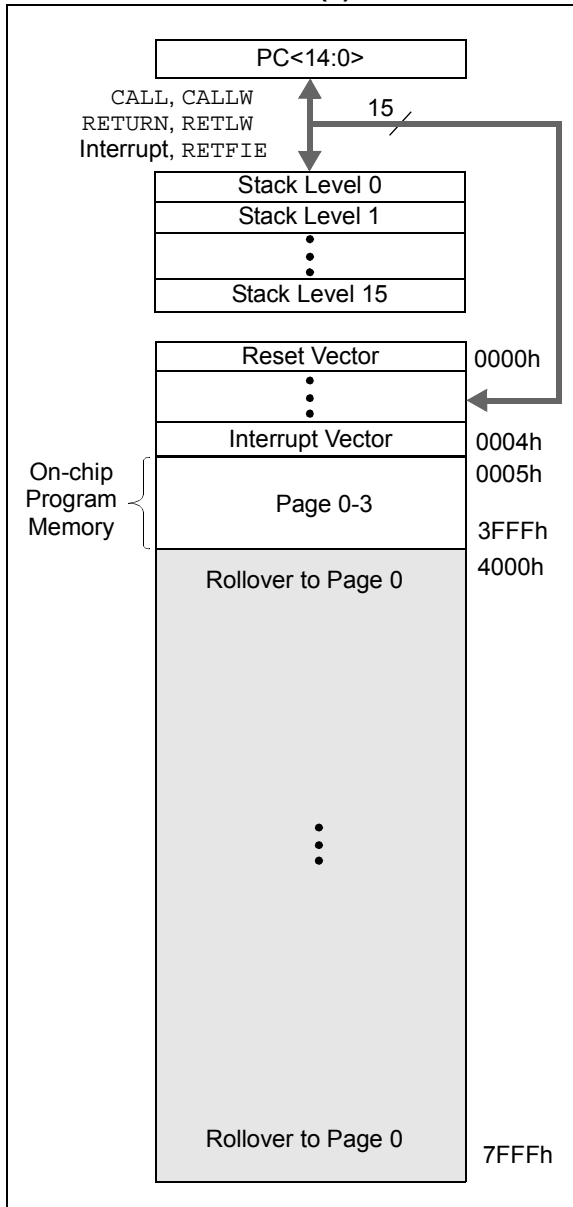 PC<14:0>
CALL, CALLW
RETURN, RETLW
Interrupt, RETFIE
15
Stack Level 0
Stack Level 1
Stack Level 15
Reset Vector
0000h
Interrupt Vector
0004h
On-chip
Program
Memory
Page 0-3
0005h
3FFFh
Rollover to Page 0
4000h
Rollover to Page 0
7FFFh